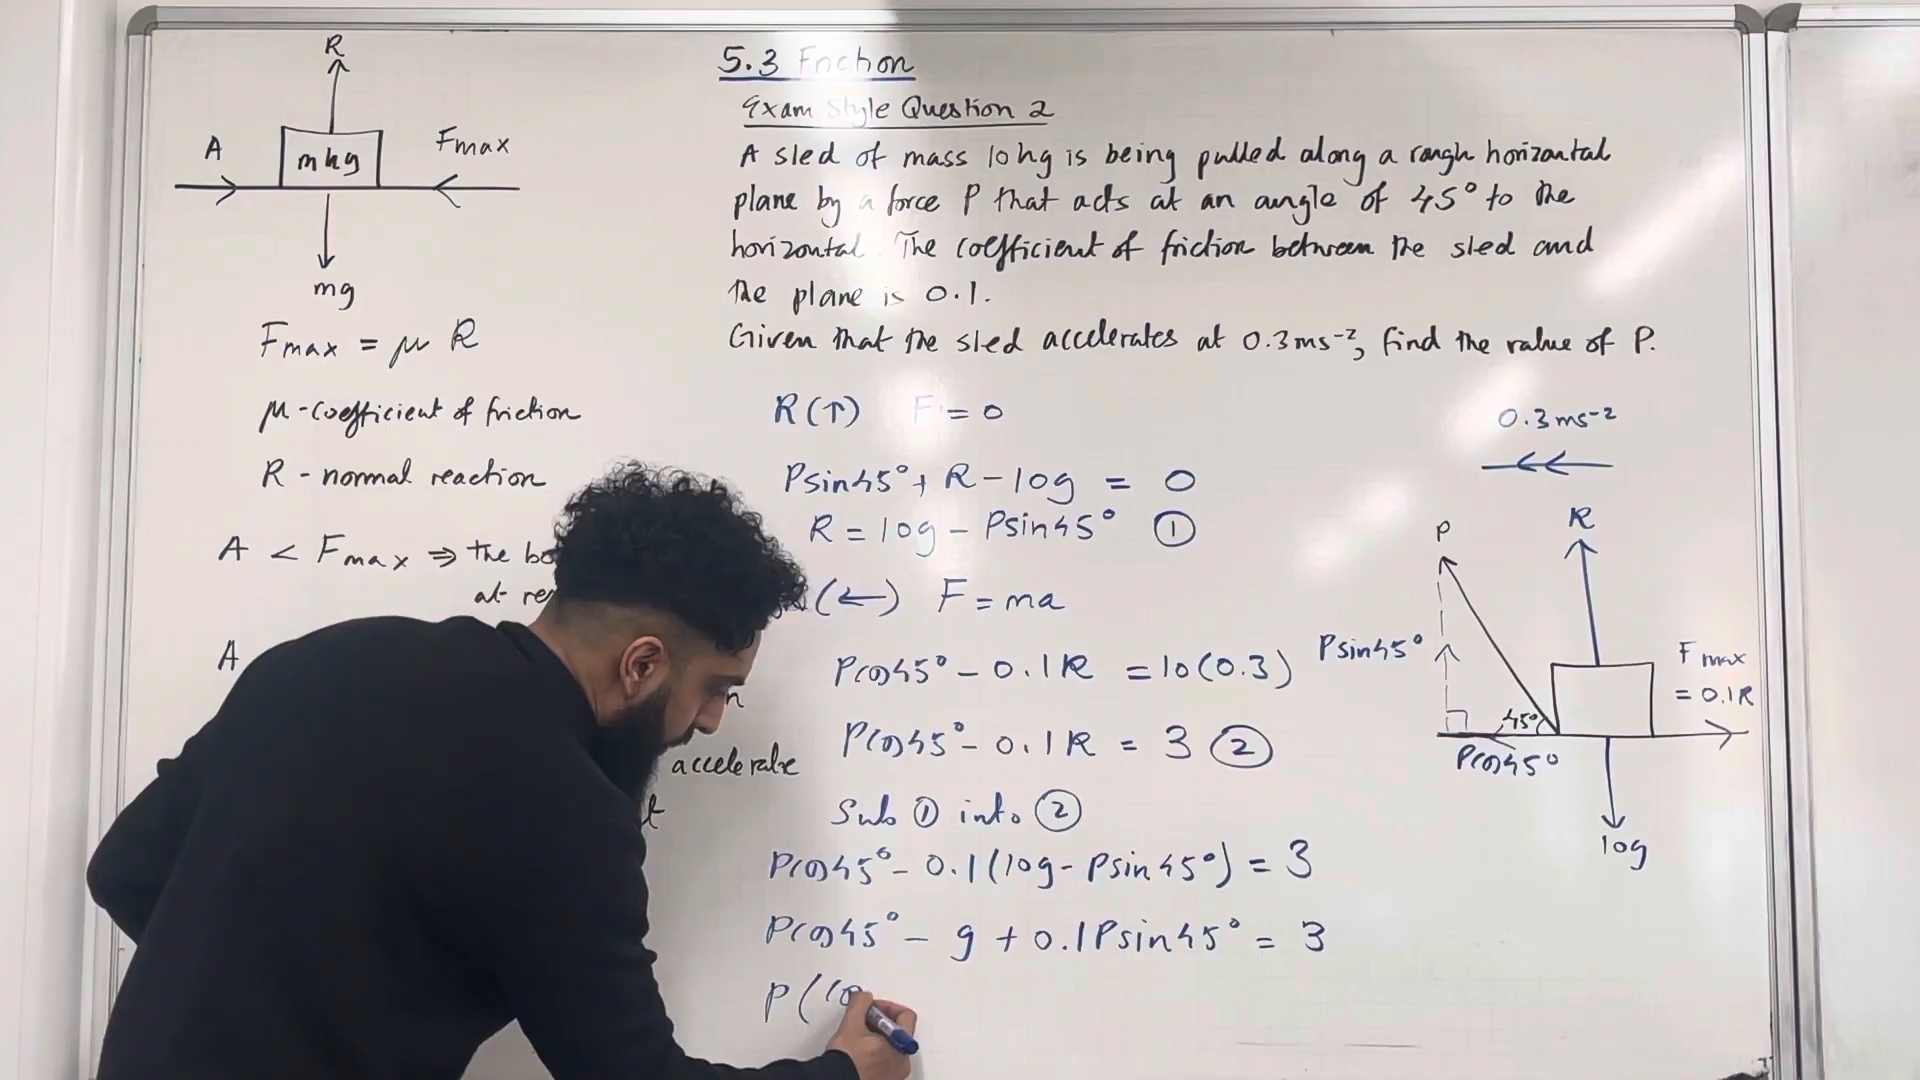 R
A
m kg
Fmax
mg
Fmax = μ R
μ - coefficient of friction
R - normal reaction
A < Fmax ⇒ the
at
A
accelerate
5.3 Friction
Exam Style Question 2
A sled of mass 10kg is being pulled along a rough horizontal
plane by a force P that acts at an angle of 45° to the
horizontal. The coefficient of friction between the sled and
the plane is 0.1.
Given that the sled accelerates at 0.3ms⁻², find the value of P.
R(↑) F = 0
Psin45° + R - 10g = 0
R = 10g - Psin45° ①
(←) F = ma
Pcos45° - 0.1R = 10(0.3)
Pcos45° - 0.1R = 3 ②
Sub ① into ②
Pcos45° - 0.1(10g - Psin45°) = 3
Pcos45° - g + 0.1Psin45° = 3
P(co
0.3ms⁻²
P
R
Psin45°
Fmax
= 0.1R
45°
Pcos45°
10g